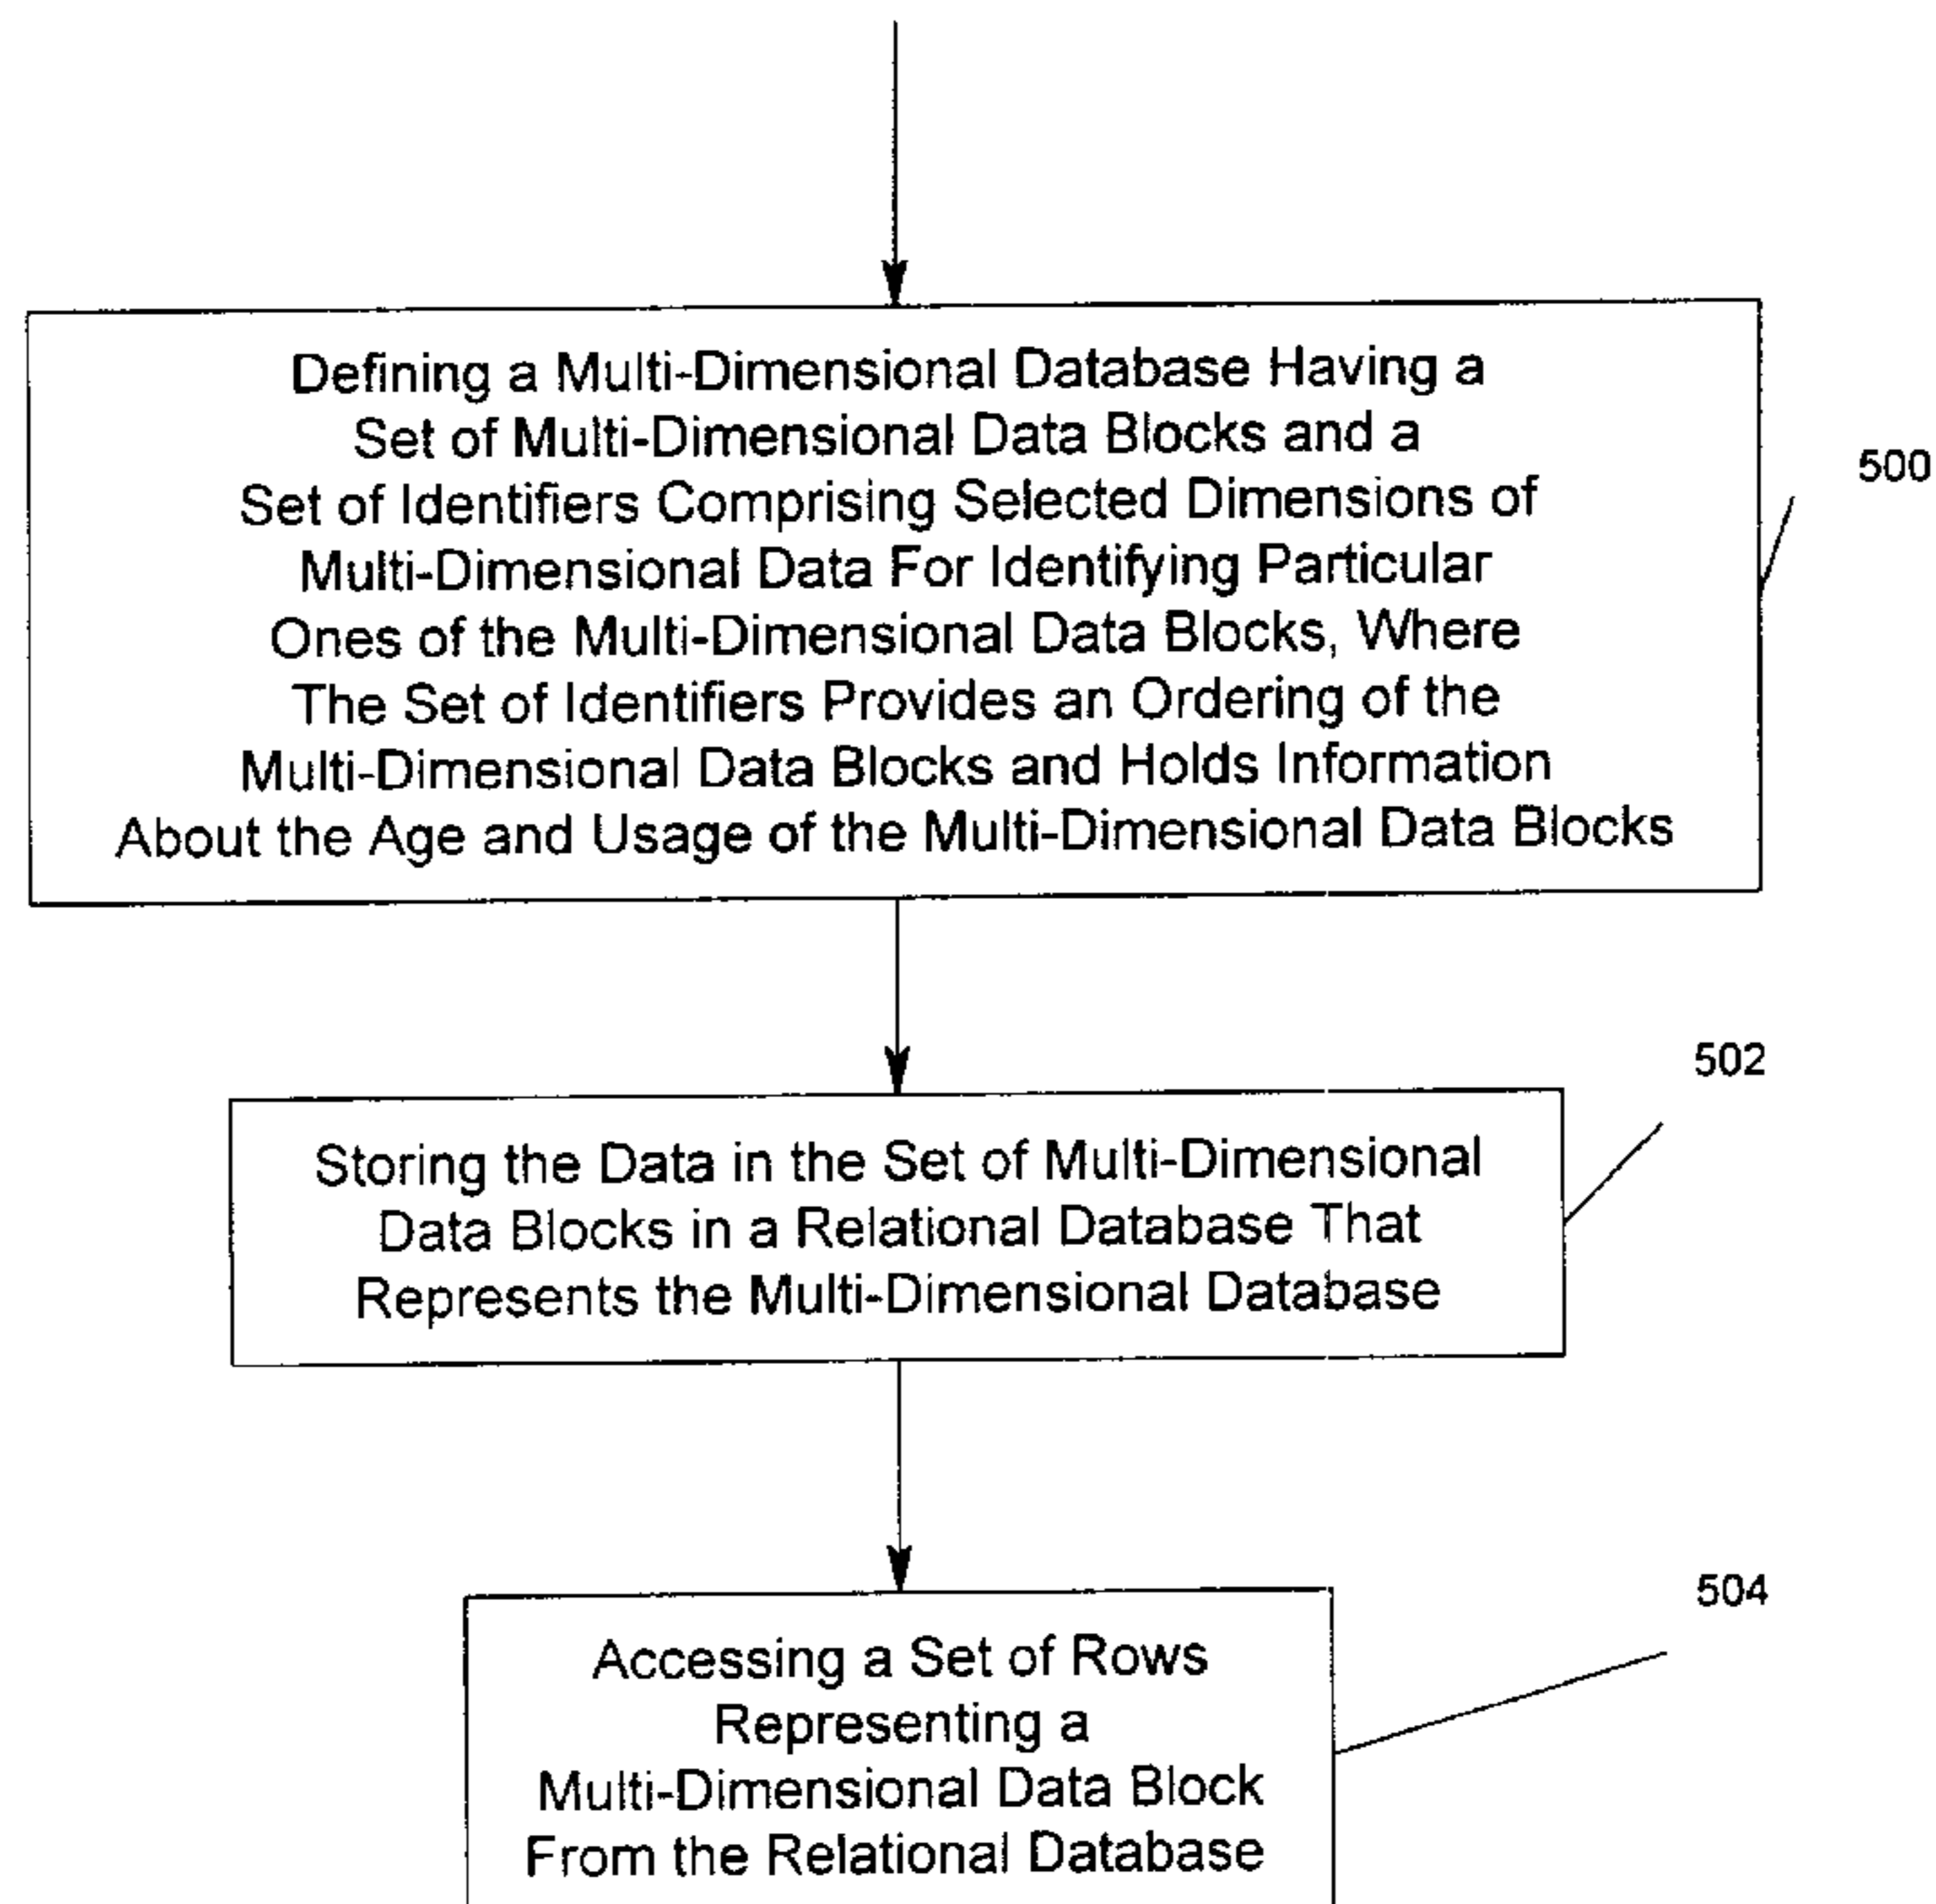 Defining a Multi-Dimensional Database Having a
Set of Multi-Dimensional Data Blocks and a
Set of Identifiers Comprising Selected Dimensions of
Multi-Dimensional Data For Identifying Particular
Ones of the Multi-Dimensional Data Blocks, Where
The Set of Identifiers Provides an Ordering of the
Multi-Dimensional Data Blocks and Holds Information
About the Age and Usage of the Multi-Dimensional Data Blocks
500
502
Storing the Data in the Set of Multi-Dimensional
Data Blocks in a Relational Database That
Represents the Multi-Dimensional Database
504
Accessing a Set of Rows
Representing a
Multi-Dimensional Data Block
From the Relational Database